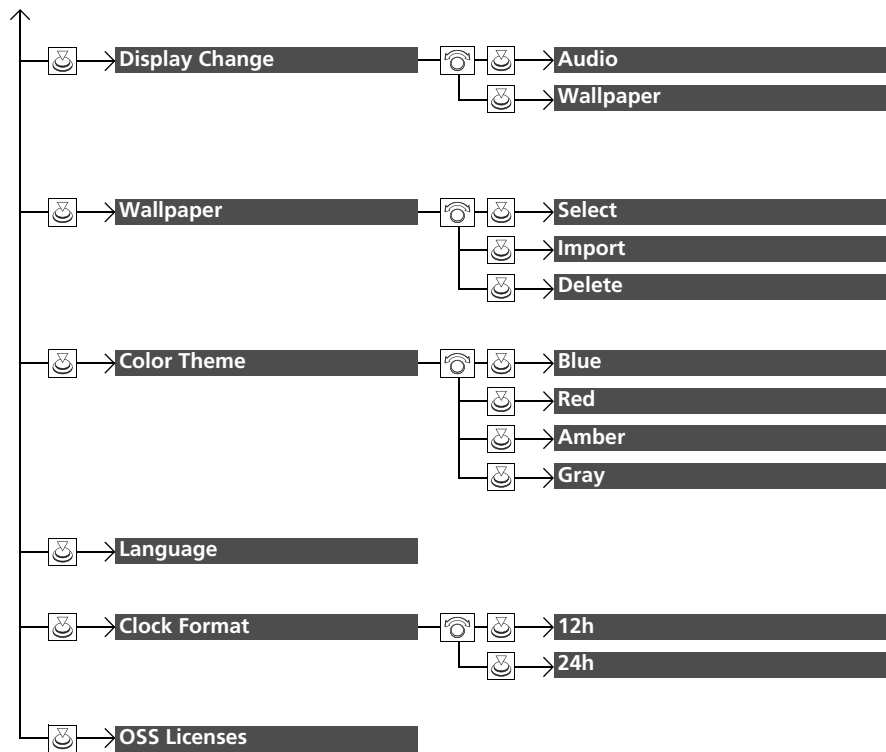 Display Change
Audio
Wallpaper
Wallpaper
Select
Import
Delete
Color Theme
Blue
Red
Amber
Gray
Language
Clock Format
12h
24h
OSS Licenses